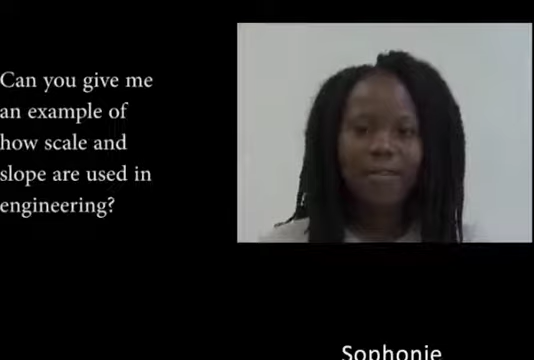 Can you give me
an example of
how scale and
slope are used in
engineering?
Sophonie